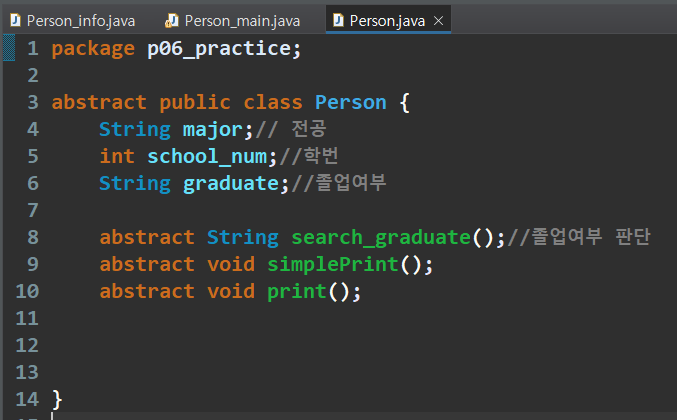 Person_info.java Person_main.java Person.java
1 package p06_practice;
2
3 abstract public class Person {
4 String major;// 전공
5 int school_num;//학번
6 String graduate;//졸업여부
7
8 abstract String search_graduate();//졸업여부 판단
9 abstract void simplePrint();
10 abstract void print();
11
12
13
14 }
15